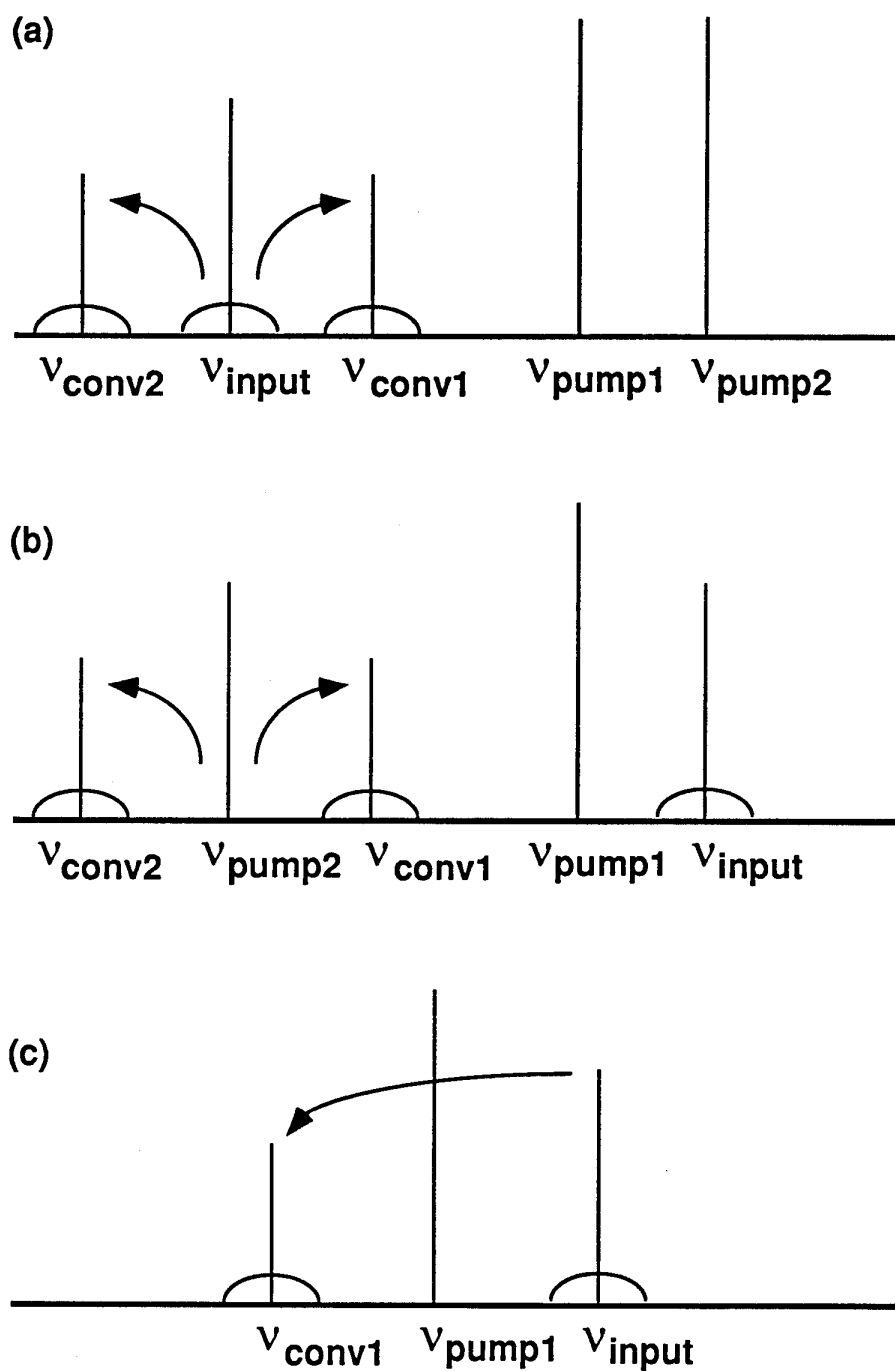 (a)
νconv2 νinput νconv1 νpump1 νpump2
(b)
νconv2 νpump2 νconv1 νpump1 νinput
(c)
νconv1 νpump1 νinput